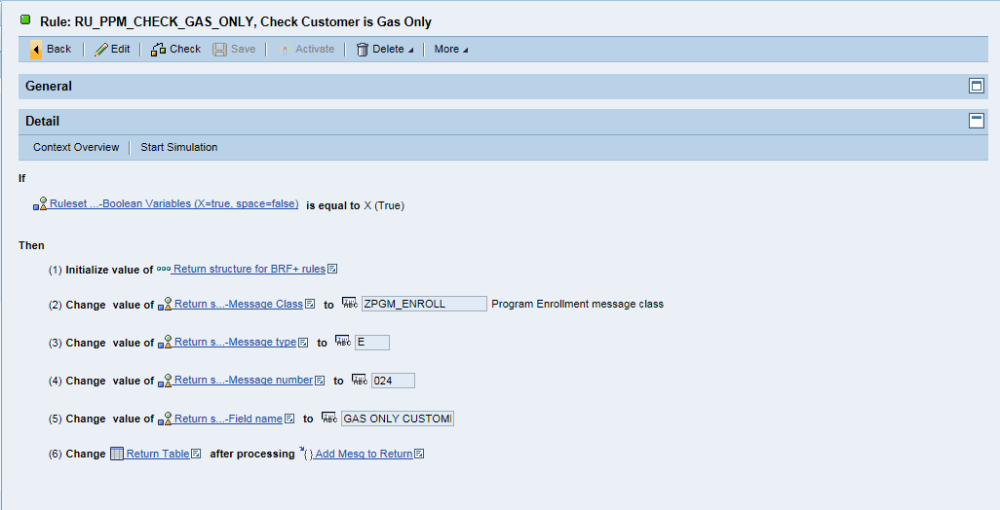 Rule: RU_PPM_CHECK_GAS_ONLY, Check Customer is Gas Only
Back Edit Check Save Activate Delete More
General
Detail
Context Overview Start Simulation
If
Ruleset ...-Boolean Variables (X=true, space=false) is equal to X (True)
Then
(1) Initialize value of Return structure for BRF+ rules
(2) Change value of Return s...-Message Class to ZPGM_ENROLL Program Enrollment message class
(3) Change value of Return s...-Message type to E
(4) Change value of Return s...-Message number to 024
(5) Change value of Return s...-Field name to GAS ONLY CUSTOM
(6) Change Return Table after processing Add Mesg to Return